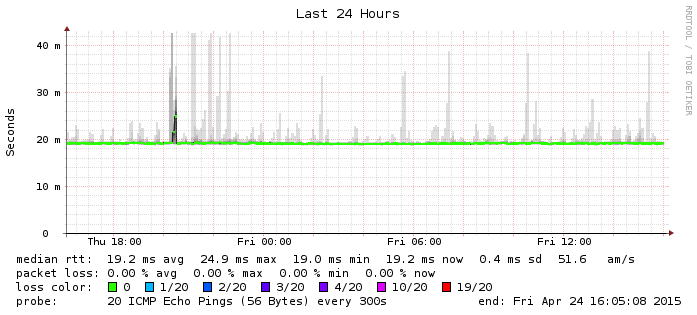 Last 24 Hours
RRDTOOL / TOBI OETIKER
Seconds
40 m
30 m
20 m
10 m
0
Thu 18:00 Fri 00:00 Fri 06:00 Fri 12:00
median rtt: 19.2 ms avg 24.9 ms max 19.0 ms min 19.2 ms now 0.4 ms sd 51.6 am/s
packet loss: 0.00 % avg 0.00 % max 0.00 % min 0.00 % now
loss color: 0 1/20 2/20 3/20 4/20 10/20 19/20
probe: 20 ICMP Echo Pings (56 Bytes) every 300s end: Fri Apr 24 16:05:08 2015